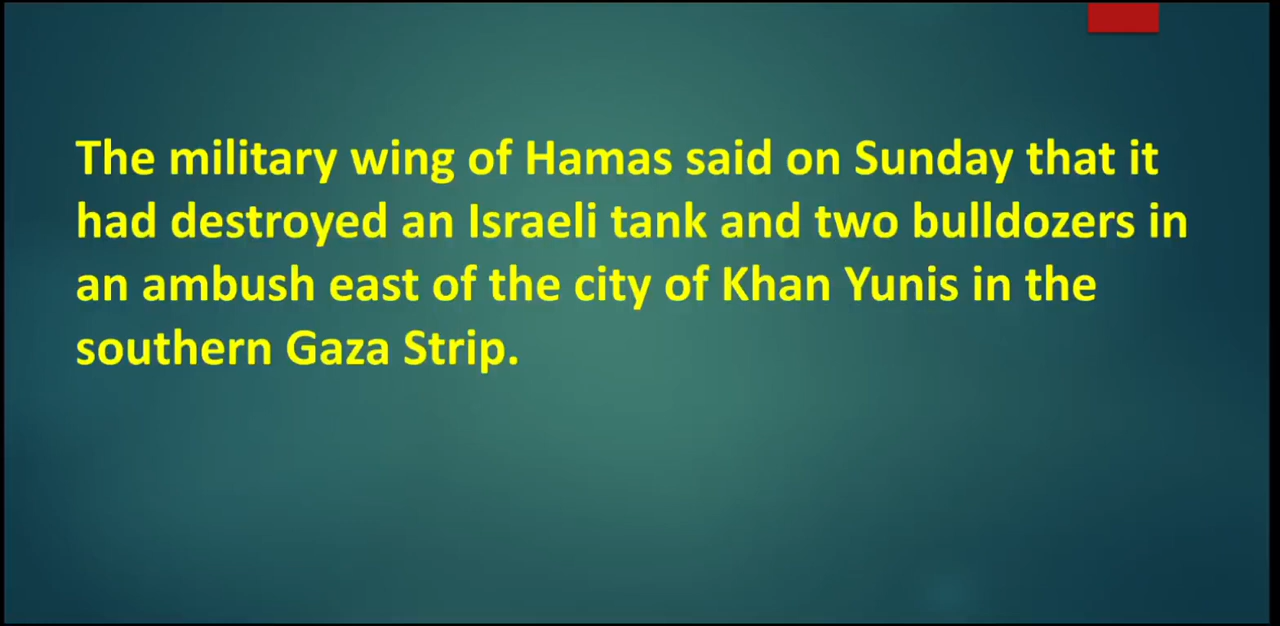 The military wing of Hamas said on Sunday that it
had destroyed an Israeli tank and two bulldozers in
an ambush east of the city of Khan Yunis in the
southern Gaza Strip.